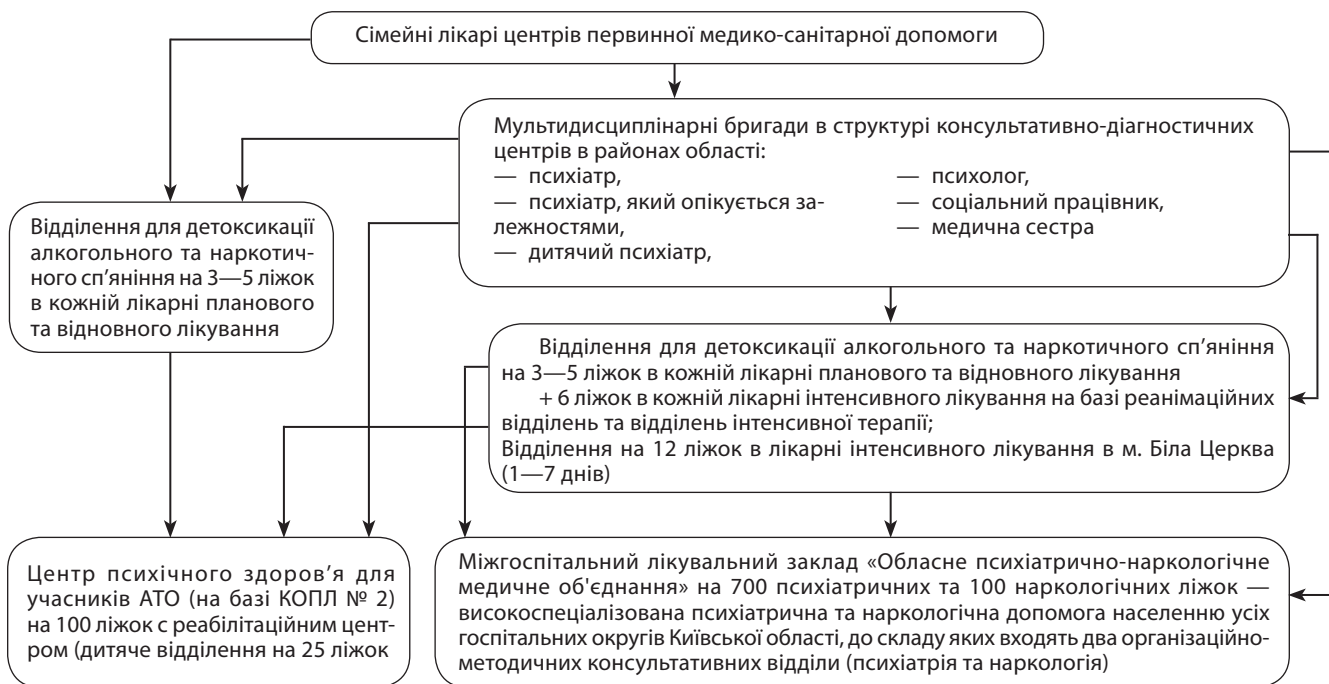 Сімейні лікарі центрів первинної медико-санітарної допомоги
Мультидисциплінарні бригади в структурі консультативно-діагностичних
центрів в районах області:
— психіатр,
— психіатр, який опікується за-
лежностями,
— дитячий психіатр,
— психолог,
— соціальний працівник,
— медична сестра
Відділення для детоксикації
алкогольного та наркотич-
ного сп'яніння на 3—5 ліжок
в кожній лікарні планового
та відновного лікування
Відділення для детоксикації алкогольного та наркотичного сп'яніння
на 3—5 ліжок в кожній лікарні планового та відновного лікування
+ 6 ліжок в кожній лікарні інтенсивного лікування на базі реанімаційних
відділень та відділень інтенсивної терапії;
Відділення на 12 ліжок в лікарні інтенсивного лікування в м. Біла Церква
(1—7 днів)
Центр психічного здоров'я для
учасників АТО (на базі КОПЛ № 2)
на 100 ліжок с реабілітаційним цент-
ром (дитяче відділення на 25 ліжок
Міжгоспітальний лікувальний заклад «Обласне психіатрично-наркологічне
медичне об'єднання» на 700 психіатричних та 100 наркологічних ліжок —
високоспеціалізована психіатрична та наркологічна допомога населенню усіх
госпітальних округів Київської області, до складу яких входять два організаційно-
методичних консультативних відділи (психіатрія та наркологія)